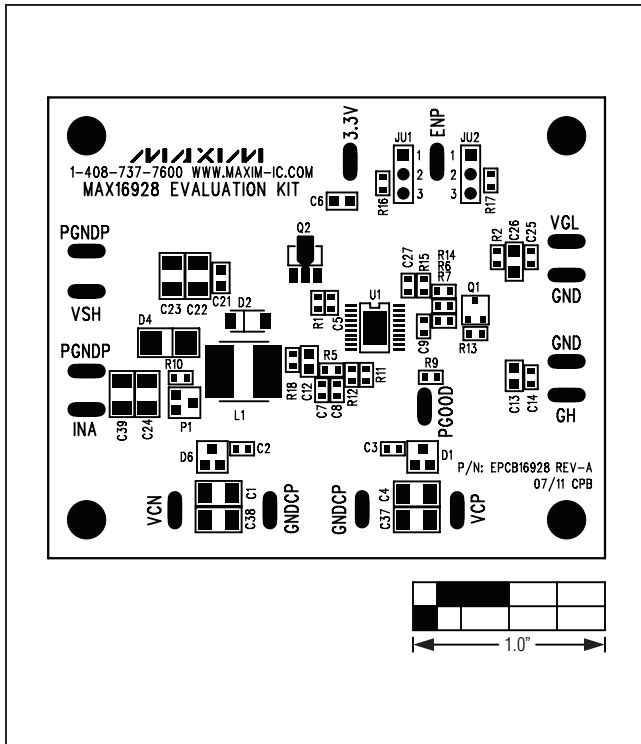 MAXIM
1-408-737-7600 WWW.MAXIM-IC.COM
MAX16928 EVALUATION KIT
3.3V
ENP
JU1
1
2
3
JU2
1
2
3
R16
R17
C6
PGNDP
VSH
Q2
C23
C22
C21
D2
D4
R1
C5
U1
C27
R15
R14
R6
R7
Q1
C9
R13
R2
C26
C25
VGL
GND
PGNDP
INA
R10
P1
C39
C24
L1
R18
C12
R5
C7
C8
R12
R11
R9
PGOOD
GND
GH
C13
C14
D6
C2
C3
D1
P/N: EPCB16928 REV-A
07/11 CPB
VCN
C1
C38
GNDCP
GNDCP
C4
C37
VCP
1.0"